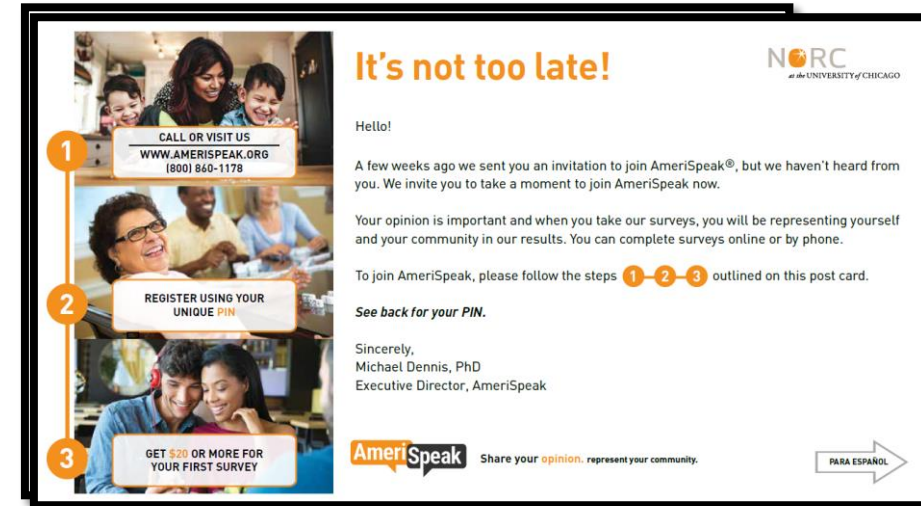 1
CALL OR VISIT US
WWW.AMERISPEAK.ORG
(800) 860-1178
2
REGISTER USING YOUR
UNIQUE PIN
3
GET $20 OR MORE FOR
YOUR FIRST SURVEY
It's not too late!
NORC
at the UNIVERSITY of CHICAGO
Hello!
A few weeks ago we sent you an invitation to join AmeriSpeak®, but we haven't heard from
you. We invite you to take a moment to join AmeriSpeak now.
Your opinion is important and when you take our surveys, you will be representing yourself
and your community in our results. You can complete surveys online or by phone.
To join AmeriSpeak, please follow the steps 1 2 3 outlined on this post card.
See back for your PIN.
Sincerely,
Michael Dennis, PhD
Executive Director, AmeriSpeak
AmeriSpeak Share your opinion. represent your community.
PARA ESPAÑOL